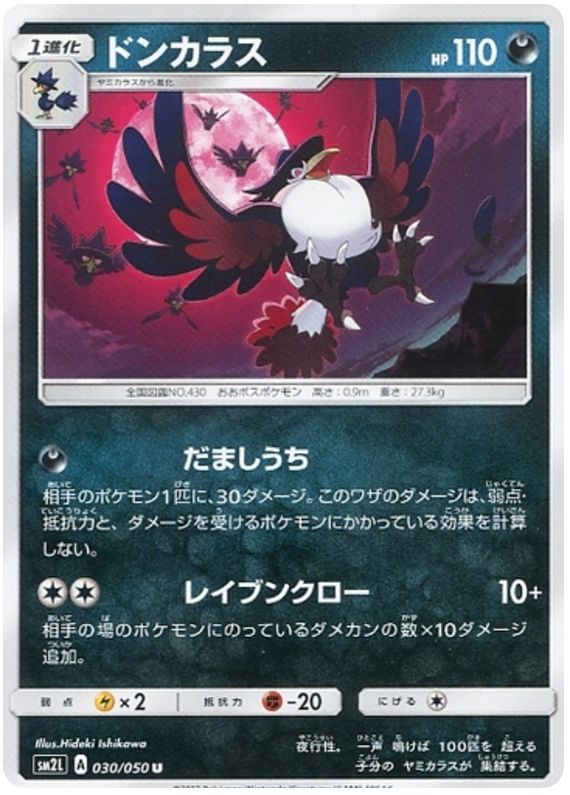 1進化 ドンカラス HP 110
ヤミカラスから進化
全国図鑑NO.430 おおボスポケモン 高さ:0.9m 重さ:27.3kg
だましうち
相手のポケモン1匹に、30ダメージ。このワザのダメージは、弱点・
抵抗力と、ダメージを受けるポケモンにかかっている効果を計算
しない。
レイブンクロー 10+
相手の場のポケモンにのっているダメカンの数×10ダメージ
追加。
弱点 ×2 抵抗力 -20 にげる
Illus.Hideki Ishikawa
SM2L A 030/050 U
夜行性。一声 鳴けば 100匹を 超える
子分の ヤミカラスが 集結する。